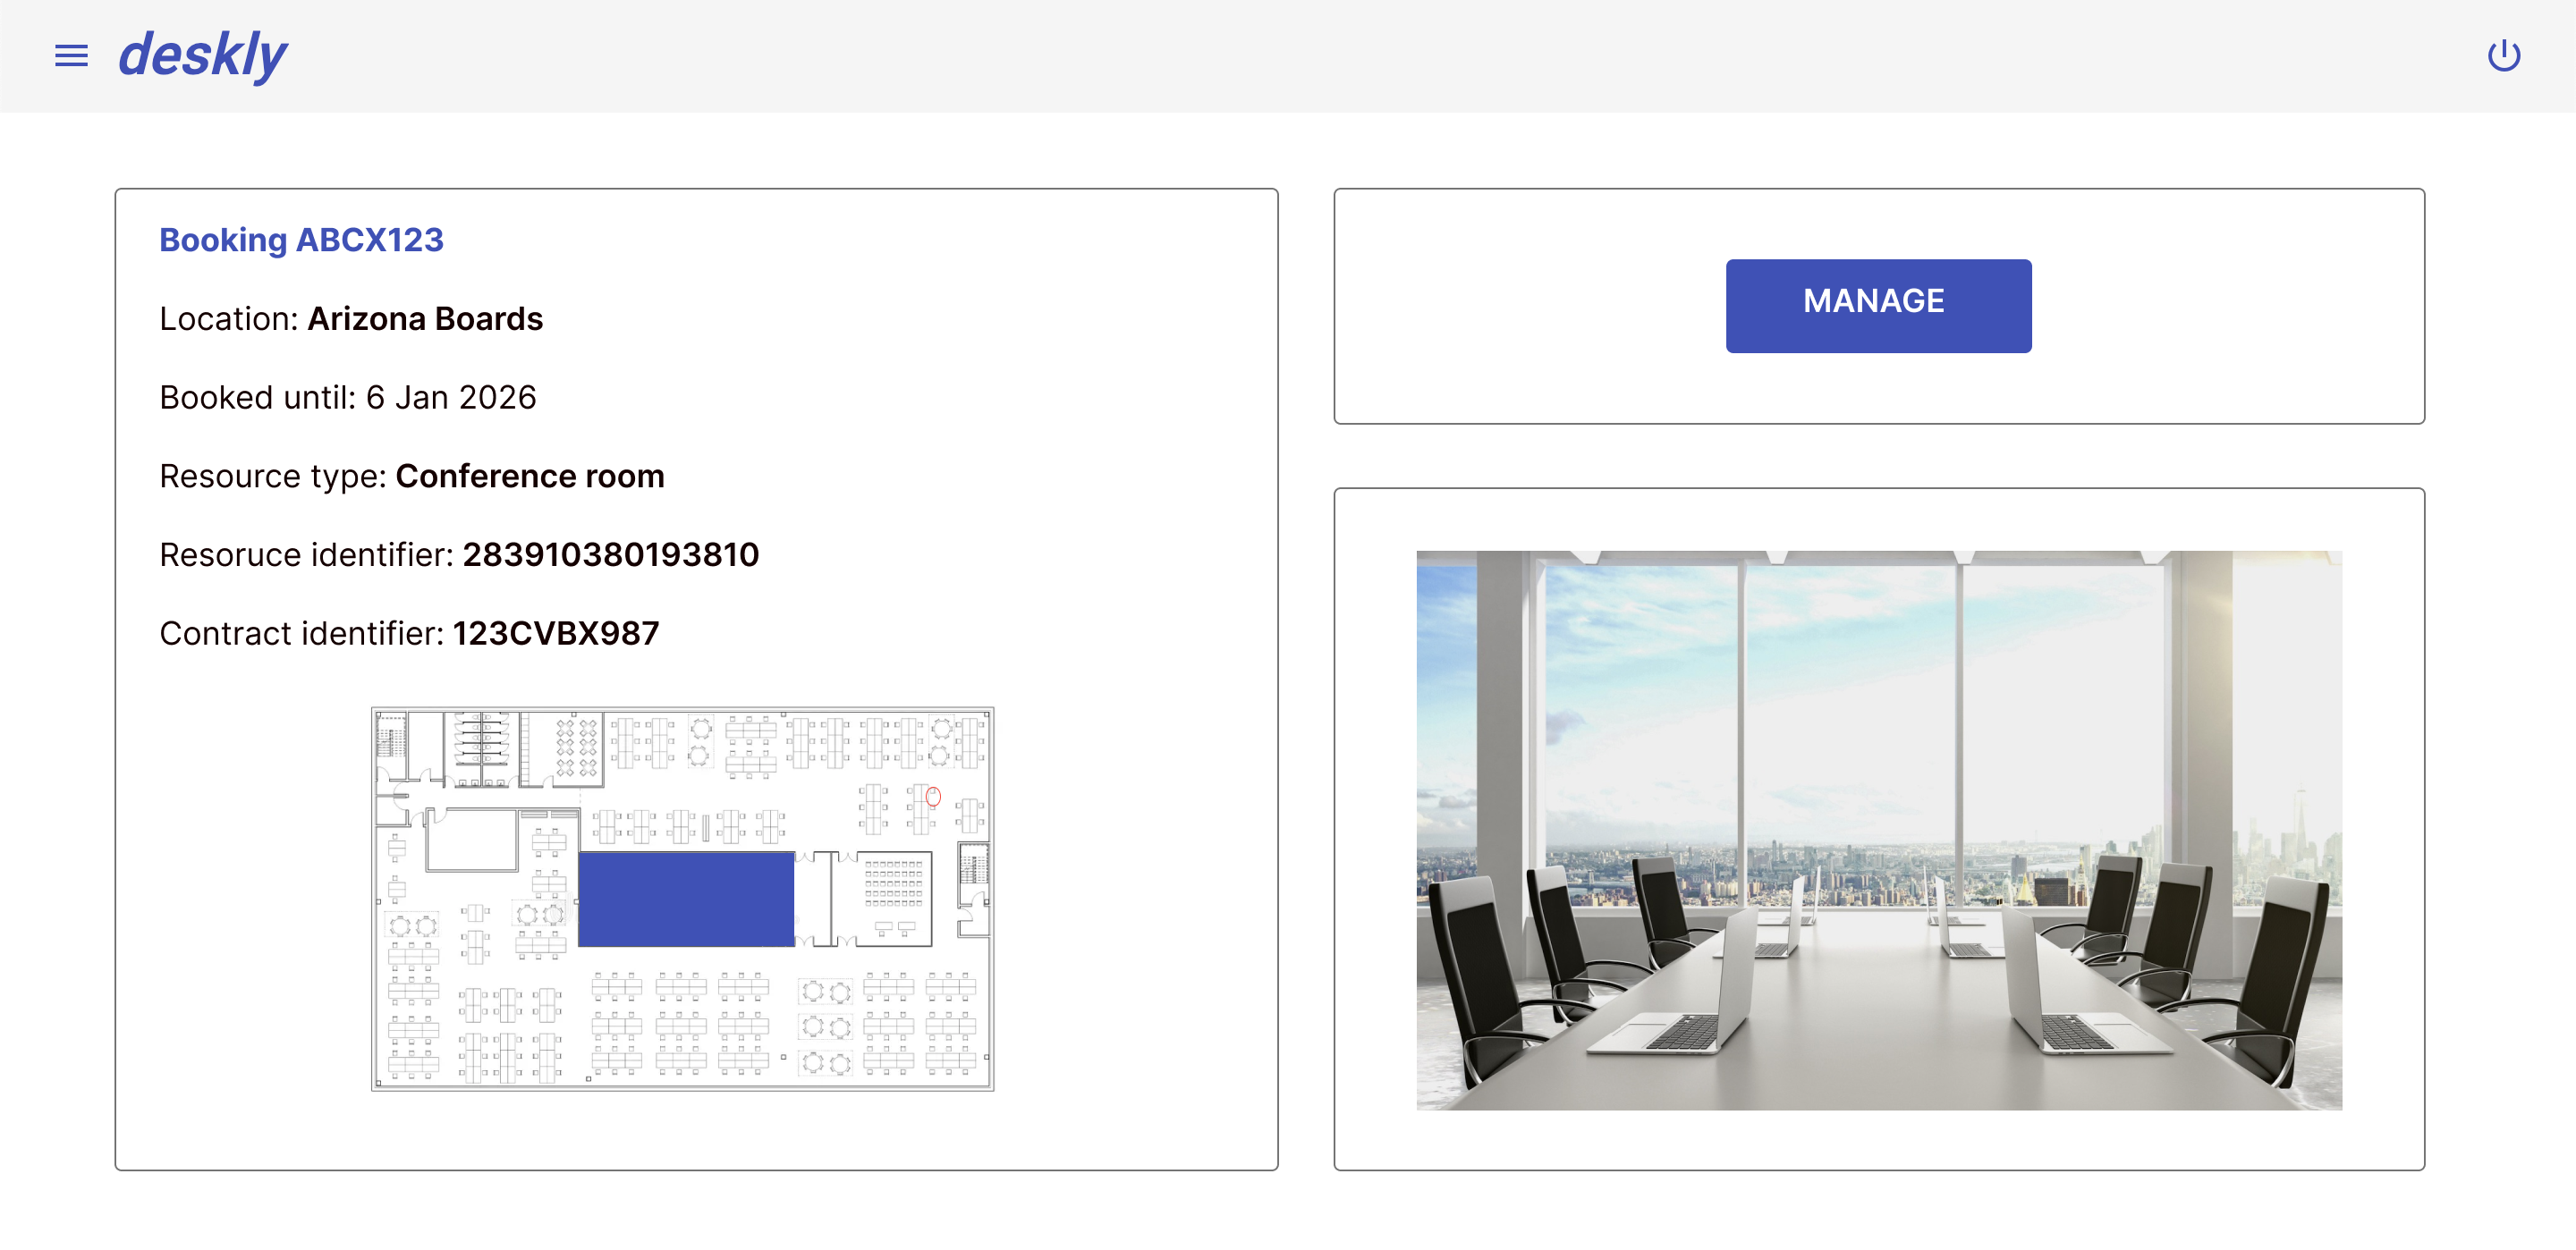 deskly
Booking ABCX123
Location: Arizona Boards
Booked until: 6 Jan 2026
Resource type: Conference room
Resoruce identifier: 283910380193810
Contract identifier: 123CVBX987
MANAGE